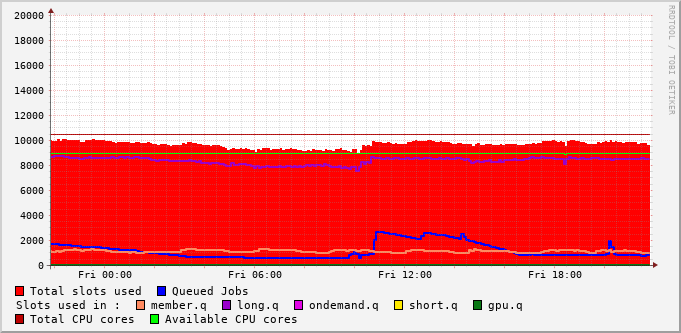 RRDTOOL / TOBI OETIKER
20000
18000
16000
14000
12000
10000
8000
6000
4000
2000
0
Fri 00:00 Fri 06:00 Fri 12:00 Fri 18:00
Total slots used Queued Jobs
Slots used in : member.q long.q ondemand.q short.q gpu.q
Total CPU cores Available CPU cores